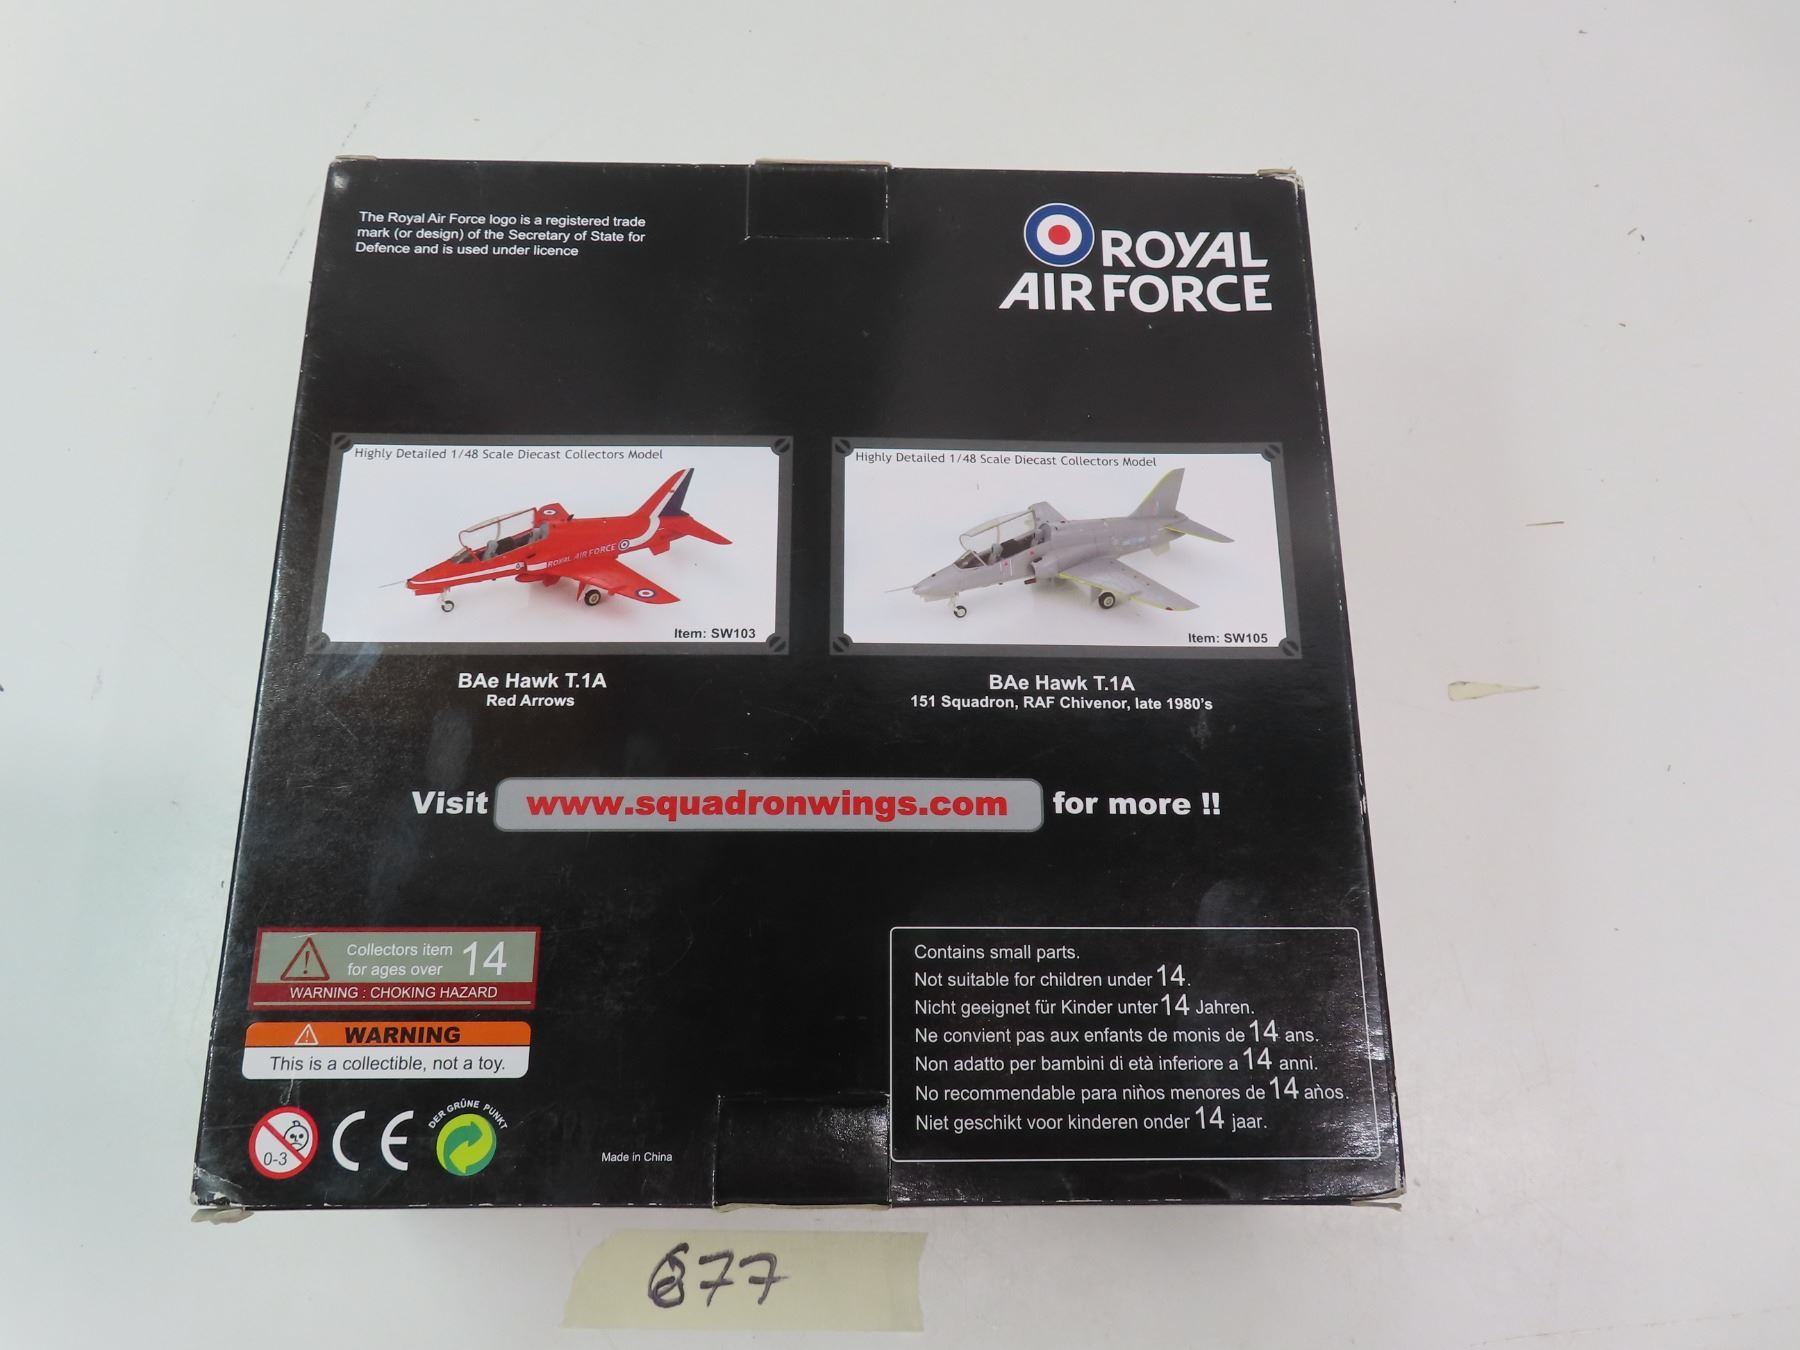 The Royal Air Force logo is a registered trade
mark (or design) of the Secretary of State for
Defence and is used under licence
ROYAL
AIR FORCE
Highly Detailed 1/48 Scale Diecast Collectors Model
ROYAL AIR FORCE
Item: SW103
BAe Hawk T.1A
Red Arrows
Highly Detailed 1/48 Scale Diecast Collectors Model
Item: SW105
BAe Hawk T.1A
151 Squadron, RAF Chivenor, late 1980's
Visit www.squadronwings.com for more !!
Collectors item
for ages over 14
WARNING : CHOKING HAZARD
WARNING
This is a collectible, not a toy.
0-3
CE
DER GRÜNE PUNKT
Made in China
Contains small parts.
Not suitable for children under 14.
Nicht geeignet für Kinder unter 14 Jahren.
Ne convient pas aux enfants de monis de 14 ans.
Non adatto per bambini di età inferiore a 14 anni.
No recommendable para niños menores de 14 años.
Niet geschikt voor kinderen onder 14 jaar.
677